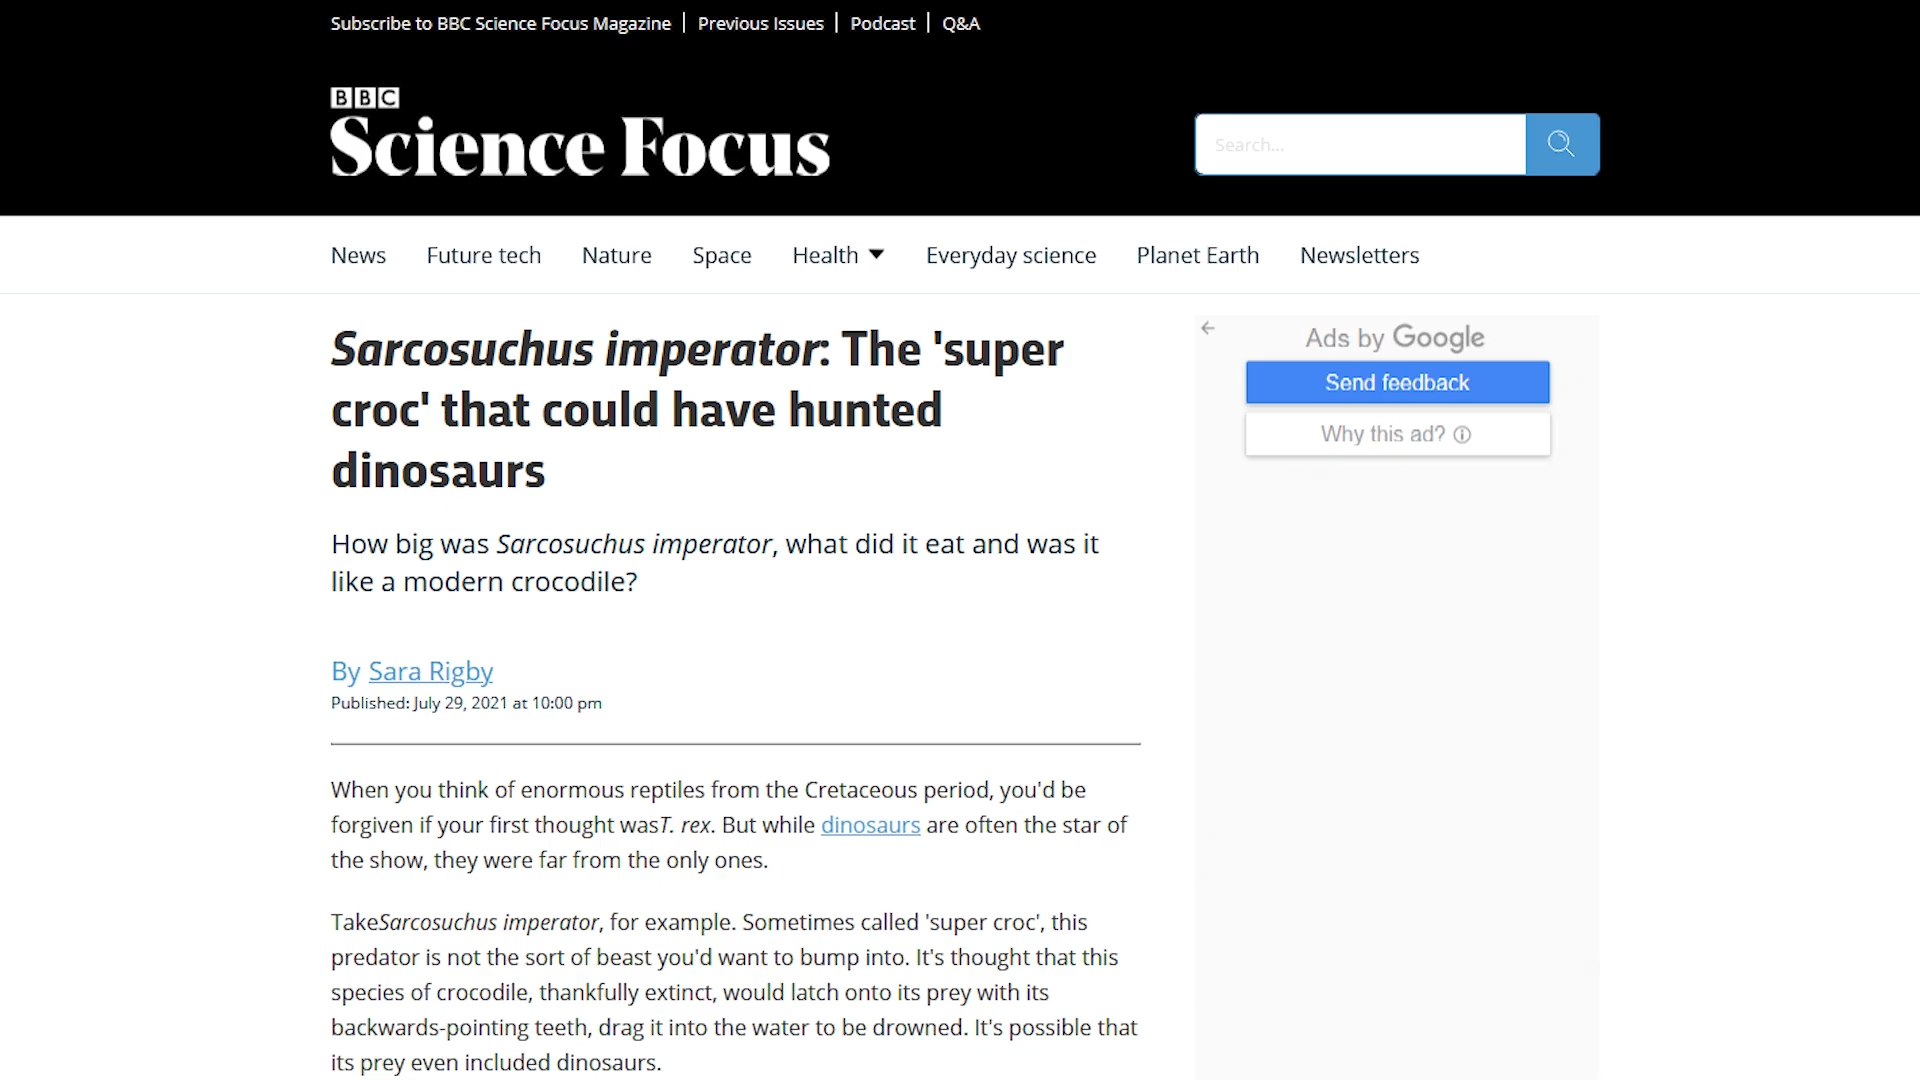 Subscribe to BBC Science Focus Magazine | Previous Issues | Podcast | Q&A
BBC
Science Focus
Search...
News Future tech Nature Space Health Everyday science Planet Earth Newsletters
Sarcosuchus imperator: The 'super
croc' that could have hunted
dinosaurs
How big was Sarcosuchus imperator, what did it eat and was it
like a modern crocodile?
By Sara Rigby
Published: July 29, 2021 at 10:00 pm
When you think of enormous reptiles from the Cretaceous period, you'd be
forgiven if your first thought wasT. rex. But while dinosaurs are often the star of
the show, they were far from the only ones.
TakeSarcosuchus imperator, for example. Sometimes called 'super croc', this
predator is not the sort of beast you'd want to bump into. It's thought that this
species of crocodile, thankfully extinct, would latch onto its prey with its
backwards-pointing teeth, drag it into the water to be drowned. It's possible that
its prey even included dinosaurs.
Ads by Google
Send feedback
Why this ad?